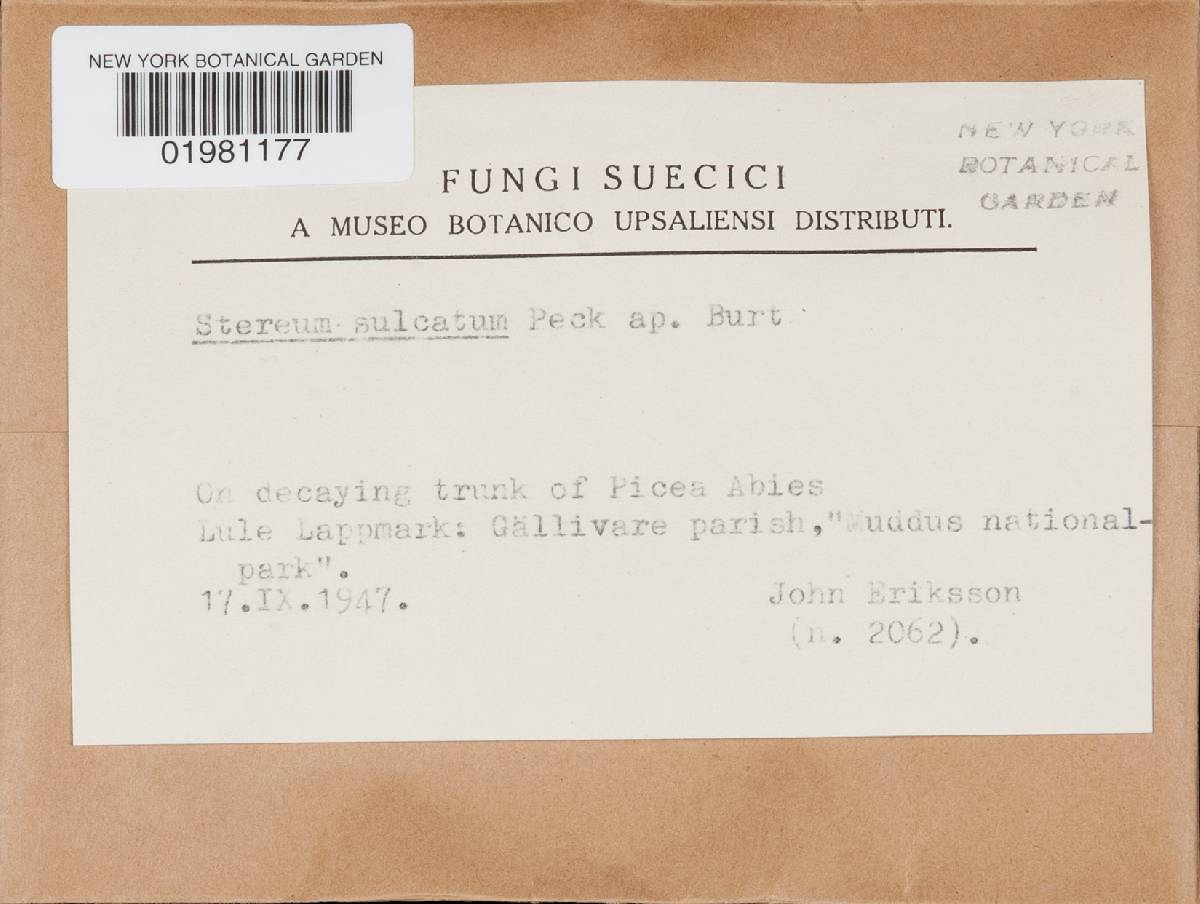 NEW YORK BOTANICAL GARDEN
01981177
NEW YORK
BOTANICAL
GARDEN
FUNGI SUECICI
A MUSEO BOTANICO UPSALIENSI DISTRIBUTI.
Stereum sulcatum Peck ap. Burt
On decaying trunk of Picea Abies
Lule Lappmark: Gällivare parish,"Muddus national-
park".
17.IX.1947.
John Eriksson
(n. 2062).